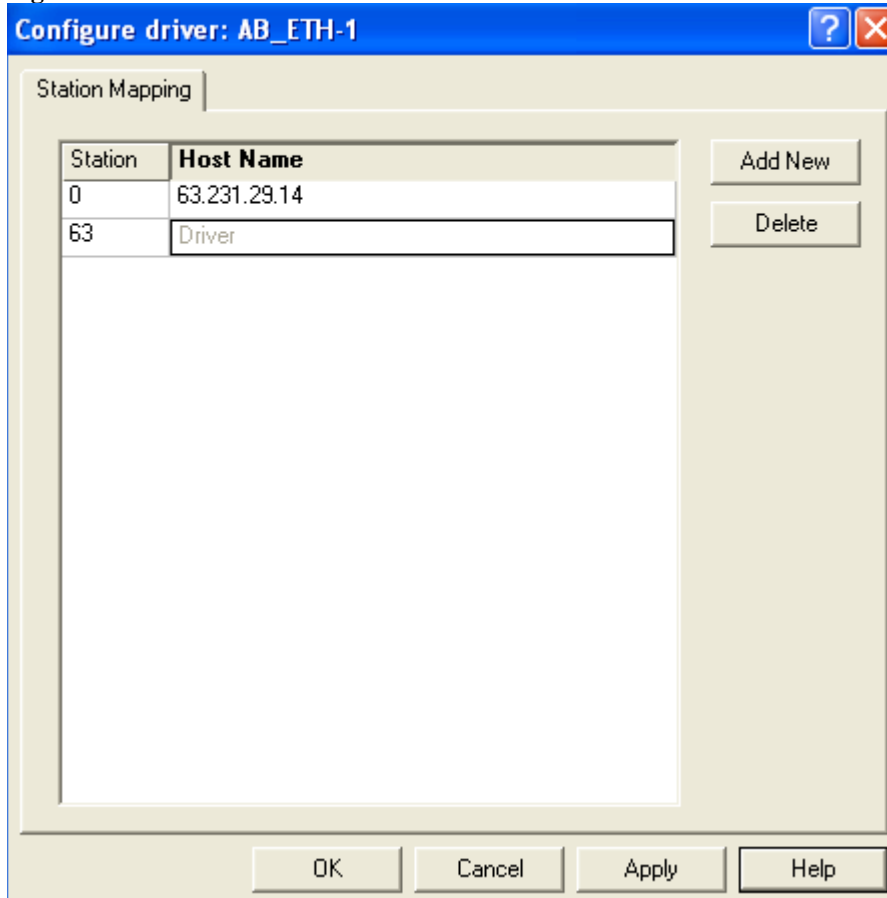 Configure driver: AB_ETH-1
Station Mapping
Station Host Name
0 63.231.29.14
63 Driver
Add New
Delete
OK Cancel Apply Help